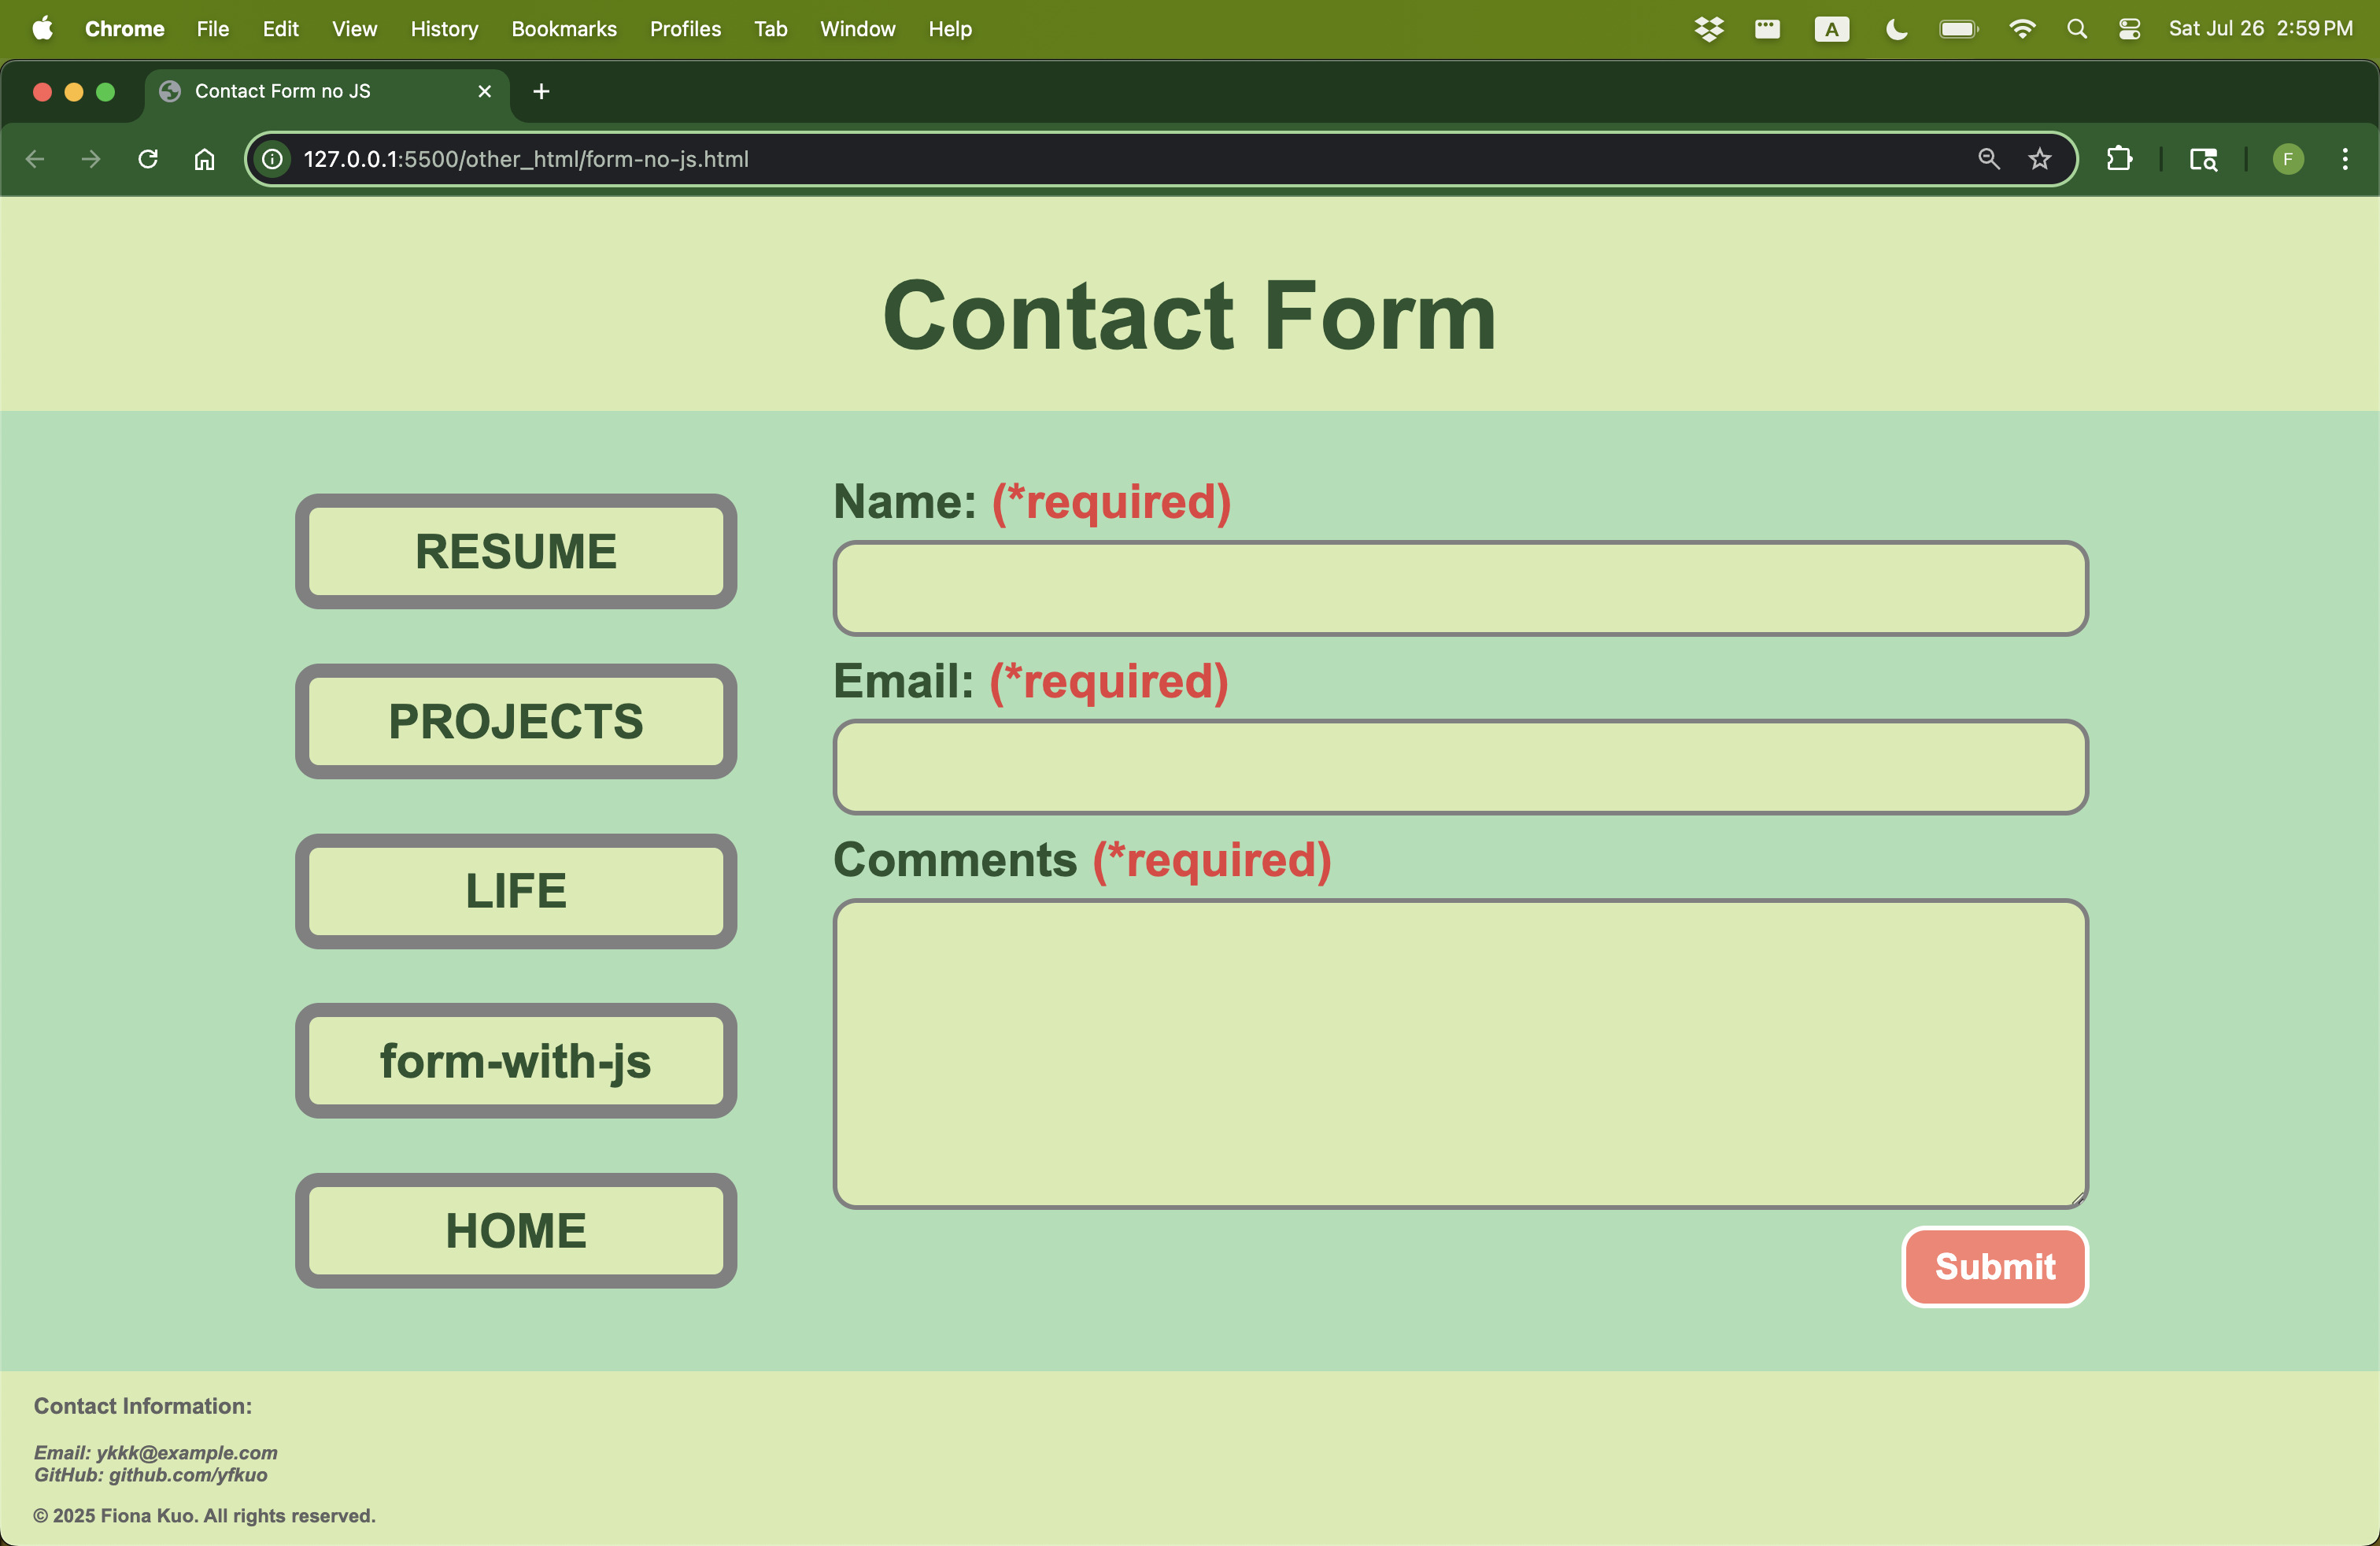 Chrome File Edit View History Bookmarks Profiles Tab Window Help A Sat Jul 26 2:59 PM
Contact Form no JS
127.0.0.1:5500/other_html/form-no-js.html F
Contact Form
RESUME
PROJECTS
LIFE
form-with-js
HOME
Name: (*required)
Email: (*required)
Comments (*required)
Submit
Contact Information:
Email: ykkk@example.com
GitHub: github.com/yfkuo
© 2025 Fiona Kuo. All rights reserved.